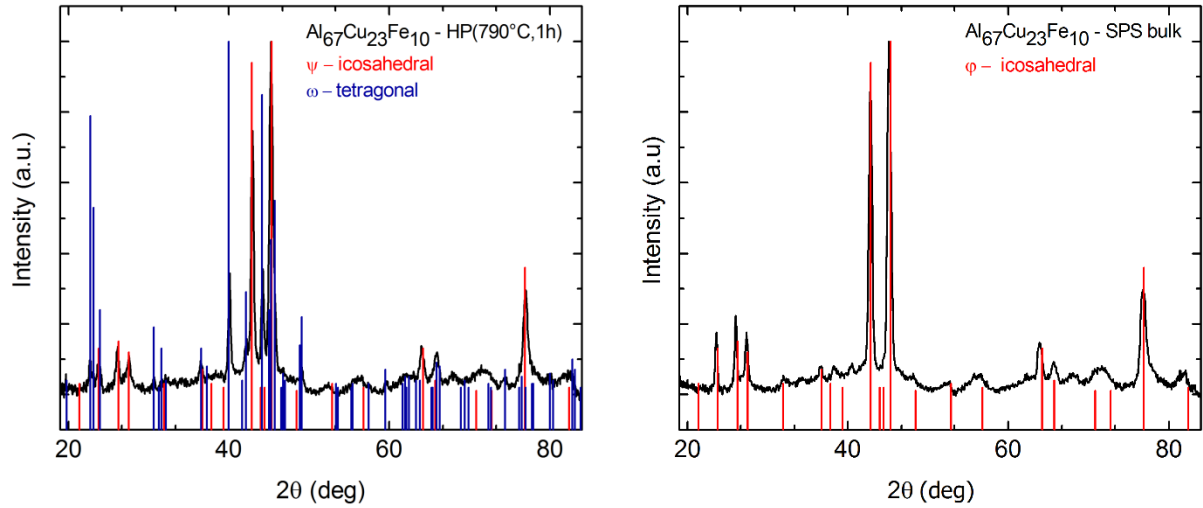 Al67Cu23Fe10 - HP(790°C,1h)
ψ – icosahedral
ω – tetragonal
Intensity (a.u.)
20 40 60 80
2θ (deg)
Al67Cu23Fe10 - SPS bulk
φ – icosahedral
Intensity (a.u)
20 40 60 80
2θ (deg)